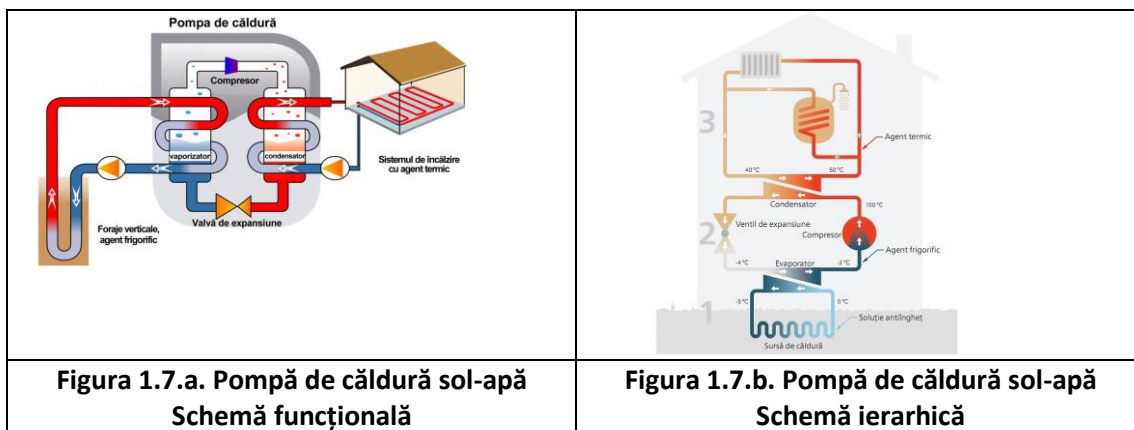 Pompa de căldură
Compresor
vaporizator
condensator
Sistemul de încălzire
cu agent termic
Foraje verticale,
agent frigorific
Valvă de expansiune
3
Agent termic
40 °C
50 °C
Condensator
100 °C
2
Ventil de expansiune
Compresor
Agent frigorific
Evaporator
-4 °C
-2 °C
1
-3 °C
0 °C
Soluție antiîngheț
Sursă de căldură
Figura 1.7.a. Pompă de căldură sol-apă
Schemă funcțională
Figura 1.7.b. Pompă de căldură sol-apă
Schemă ierarhică